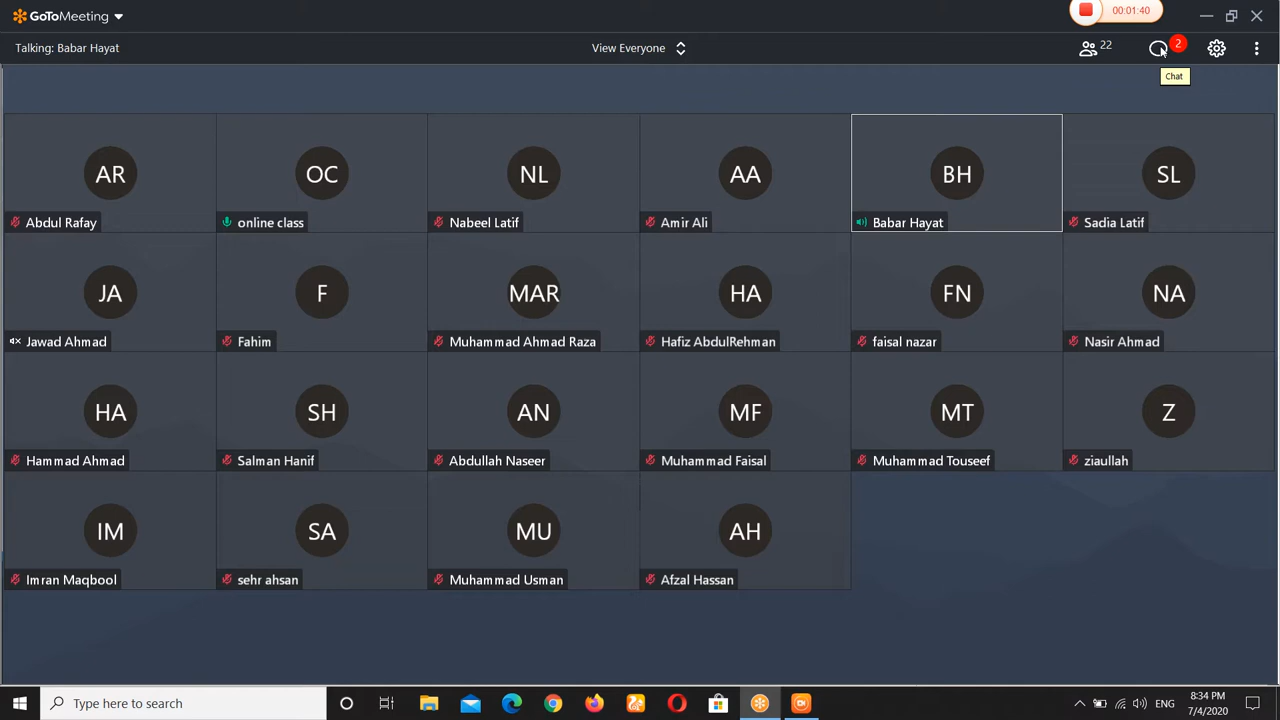 GoToMeeting
00:01:40
Talking: Babar Hayat
View Everyone
22
2
Chat
AR
OC
NL
AA
BH
SL
Abdul Rafay
online class
Nabeel Latif
Amir Ali
Babar Hayat
Sadia Latif
JA
F
MAR
HA
FN
NA
Jawad Ahmad
Fahim
Muhammad Ahmad Raza
Hafiz AbdulRehman
faisal nazar
Nasir Ahmad
HA
SH
AN
MF
MT
Z
Hammad Ahmad
Salman Hanif
Abdullah Naseer
Muhammad Faisal
Muhammad Touseef
ziaullah
IM
SA
MU
AH
Imran Maqbool
sehr ahsan
Muhammad Usman
Afzal Hassan
Type here to search
ENG
8:34 PM
7/4/2020